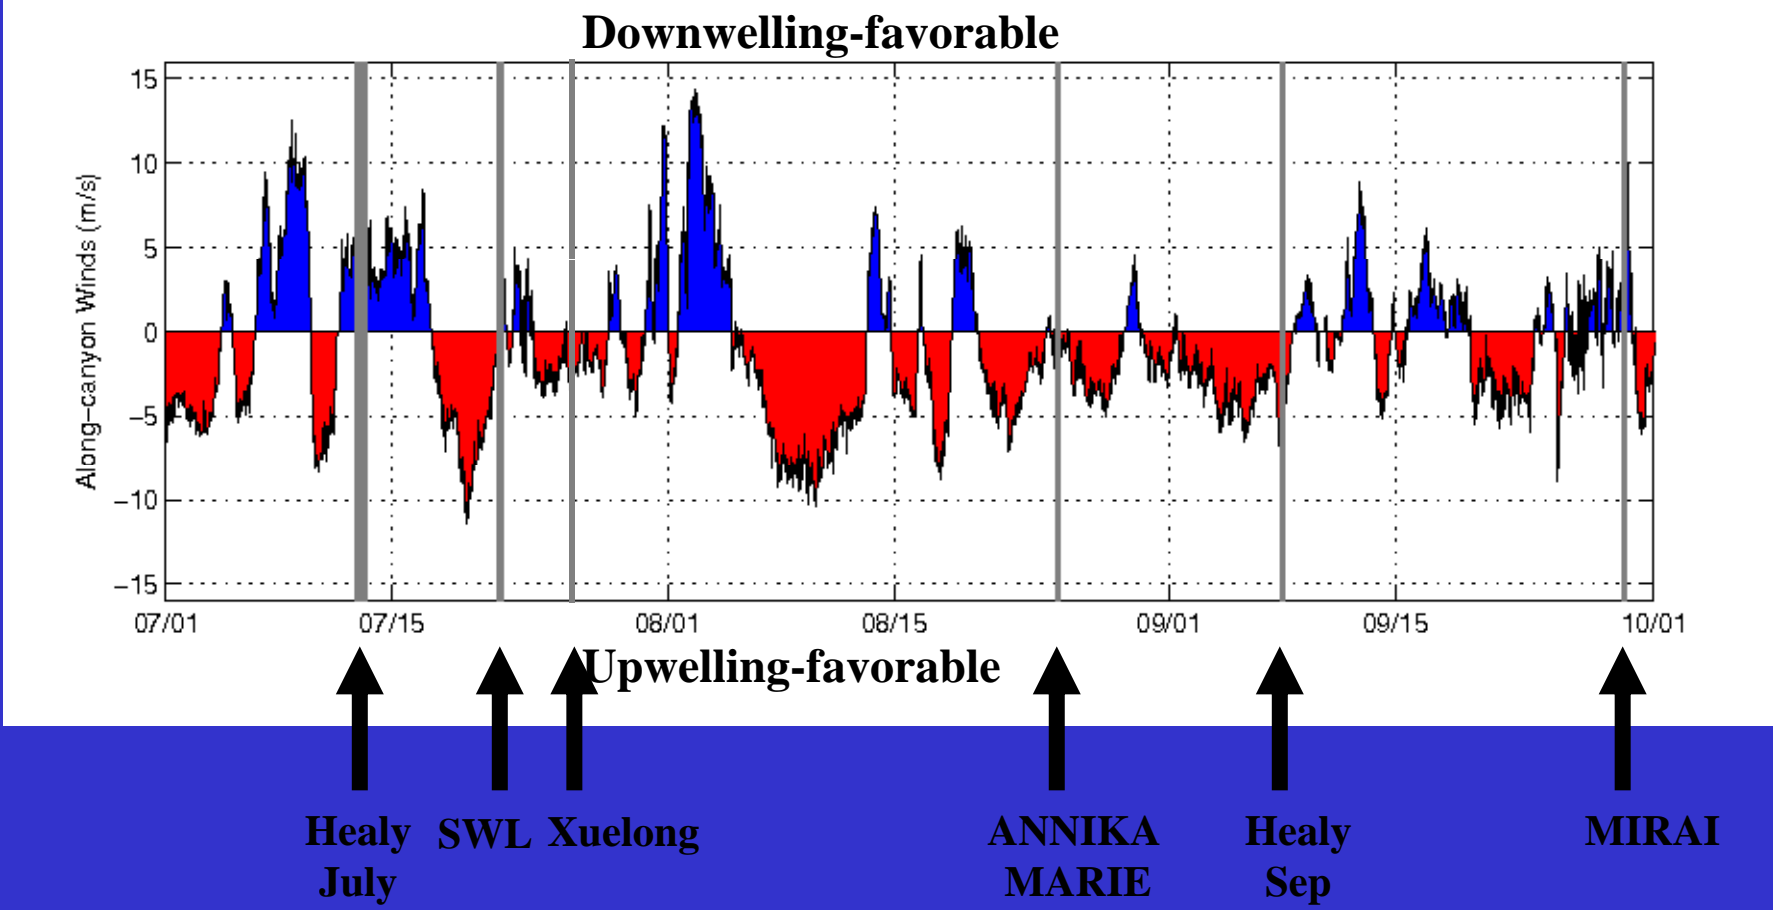 Downwelling-favorable
Along-canyon Winds (m/s)
15
10
5
0
−5
−10
−15
07/01 07/15 08/01 08/15 09/01 09/15 10/01
Upwelling-favorable
Healy July
SWL
Xuelong
ANNIKA MARIE
Healy Sep
MIRAI